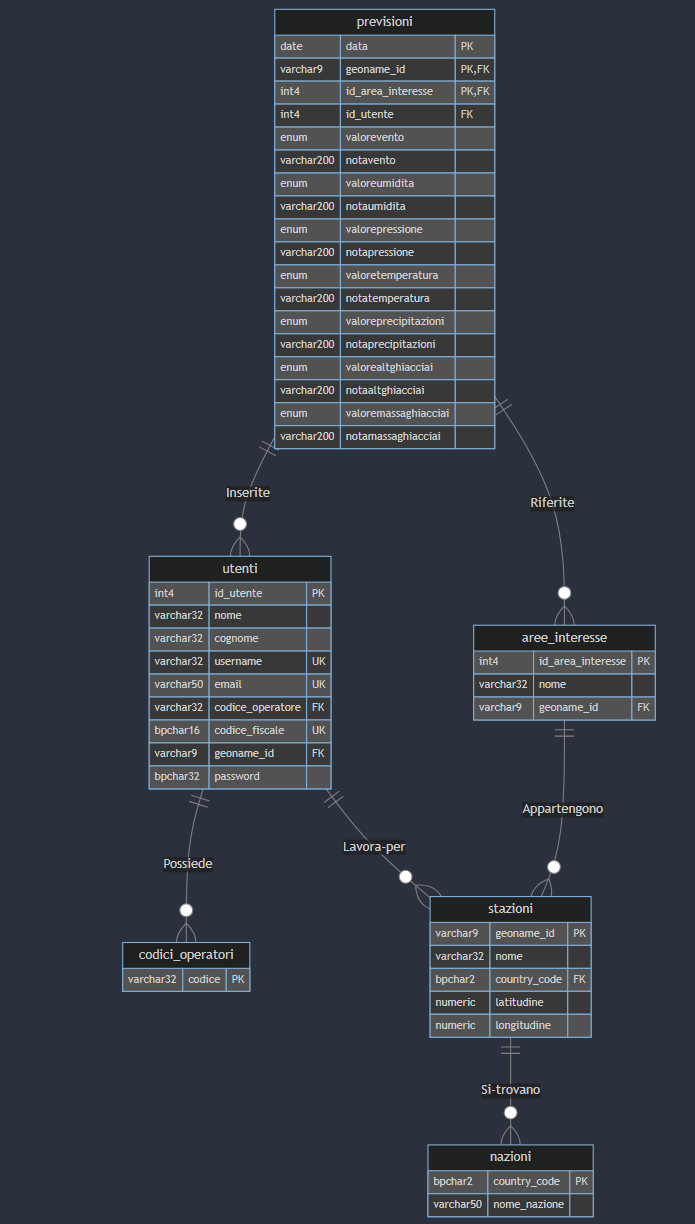 previsioni
date data PK
varchar9 geoname_id PK,FK
int4 id_area_interesse PK,FK
int4 id_utente FK
enum valorevento
varchar200 notavento
enum valoreumidita
varchar200 notaumidita
enum valorepressione
varchar200 notapressione
enum valoretemperatura
varchar200 notatemperatura
enum valoreprecipitazioni
varchar200 notaprecipitazioni
enum valorealtghiacciai
varchar200 notaaltghiacciai
enum valoremassaghiacciai
varchar200 notamassaghiacciai
Inserite
Riferite
utenti
int4 id_utente PK
varchar32 nome
varchar32 cognome
varchar32 username UK
varchar50 email UK
varchar32 codice_operatore FK
bpchar16 codice_fiscale UK
varchar9 geoname_id FK
bpchar32 password
aree_interesse
int4 id_area_interesse PK
varchar32 nome
varchar9 geoname_id FK
Appartengono
Lavora-per
Possiede
stazioni
varchar9 geoname_id PK
varchar32 nome
bpchar2 country_code FK
numeric latitudine
numeric longitudine
codici_operatori
varchar32 codice PK
Si-trovano
nazioni
bpchar2 country_code PK
varchar50 nome_nazione